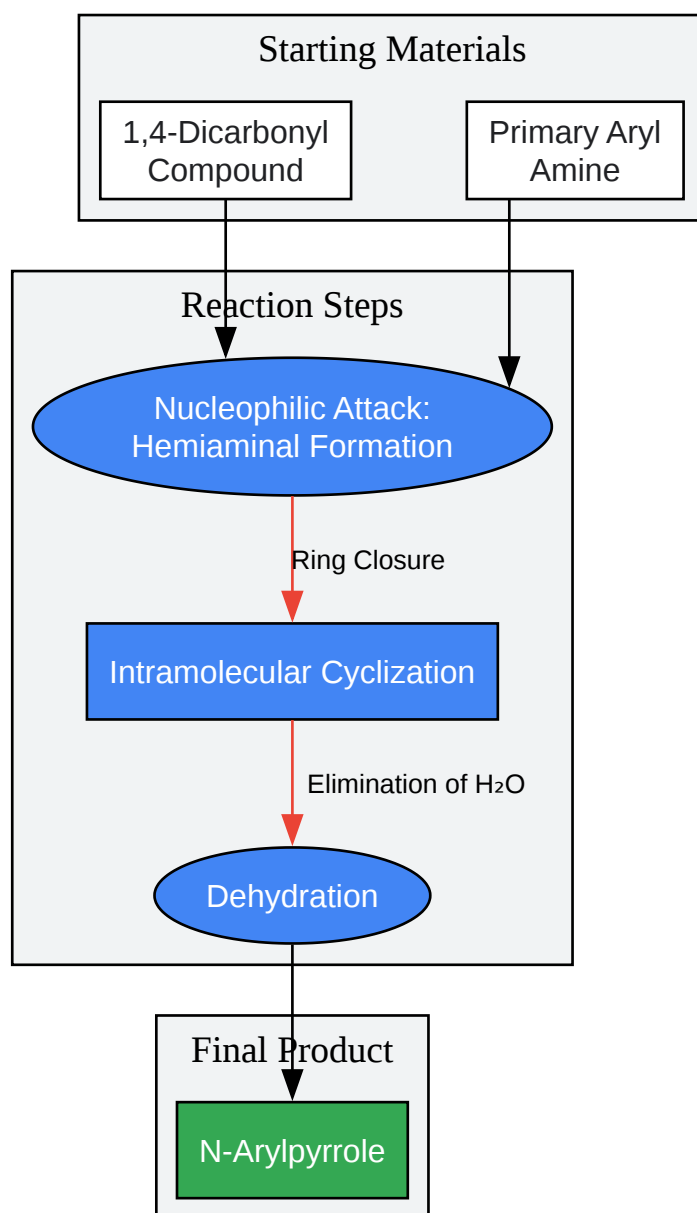 Starting Materials
1,4-Dicarbonyl
Compound
Primary Aryl
Amine
Reaction Steps
Nucleophilic Attack:
Hemiaminal Formation
Ring Closure
Intramolecular Cyclization
Elimination of H₂O
Dehydration
Final Product
N-Arylpyrrole